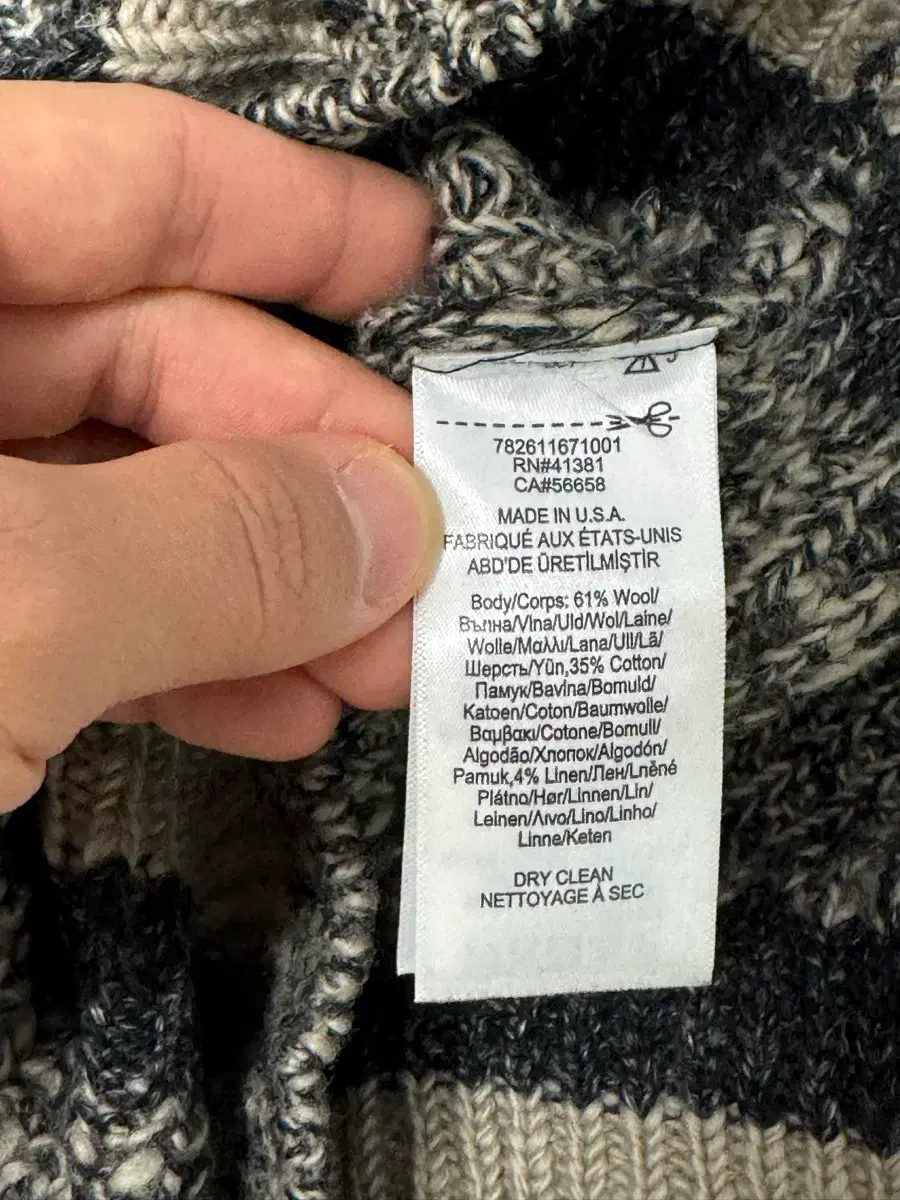 782611671001
RN#41381
CA#56658
MADE IN U.S.A.
FABRIQUÉ AUX ÉTATS-UNIS
ABD'DE ÜRETİLMİŞTİR
Body/Corps: 61% Wool/
Вълна/Vlna/Uld/Wol/Laine/
Wolle/Μαλλι/Lana/Ull/Lã/
Шерсть/Yün,35% Cotton/
Памук/Bavlna/Bomuld/
Katoen/Coton/Baumwolle/
Βαμβακι/Cotone/Bomull/
Algodão/Хлопок/Algodón/
Pamuk,4% Linen/Лен/Lněné
Plátno/Hør/Linnen/Lin/
Leinen/Λινο/Lino/Linho/
Linne/Keten
DRY CLEAN
NETTOYAGE À SEC